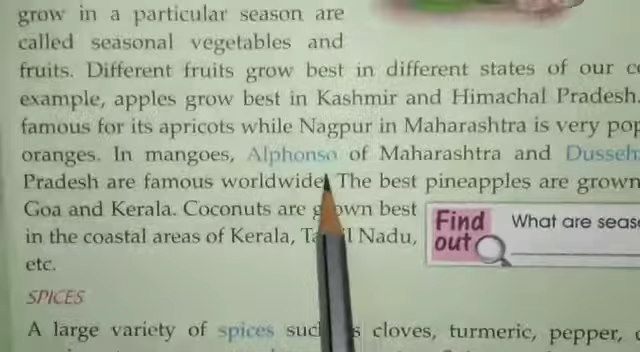 grow in a particular season are
called seasonal vegetables and
fruits. Different fruits grow best in different states of our
example, apples grow best in Kashmir and Himachal Pradesh.
famous for its apricots while Nagpur in Maharashtra is very
oranges. In mangoes, Alphonso of Maharashtra and
Pradesh are famous worldwide. The best pineapples are grown
Goa and Kerala. Coconuts are grown best
in the coastal areas of Kerala, Tamil Nadu,
etc.
Find out
What are
SPICES
A large variety of spices such as cloves, turmeric, pepper,